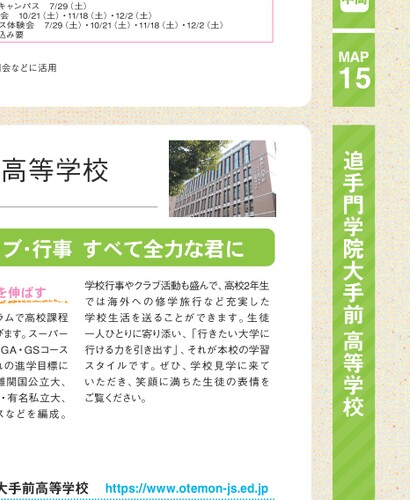 キャンパス 7/29（土）
会 10/21（土）・11/18（土）・12/2（土）
ス体験会 7/29（土）・10/21（土）・11/18（土）・12/2（土）
込み要
会などに活用
中高
MAP
15
高等学校
ブ・行事 すべて全力な君に
を伸ばす
ラムで高校課程
びます。スーパー
GA・GSコース
れの進学目標に
難関国公立大、
・有名私立大、
スなどを編成。
学校行事やクラブ活動も盛んで、高校2年生
では海外への修学旅行など充実した
学校生活を送ることができます。生徒
一人ひとりに寄り添い、「行きたい大学に
行ける力を引き出す」、それが本校の学習
スタイルです。ぜひ、学校見学に来て
いただき、笑顔に満ちた生徒の表情を
ご覧ください。
大手前高等学校 https://www.otemon-js.ed.jp
追手門学院大手前 高等学校